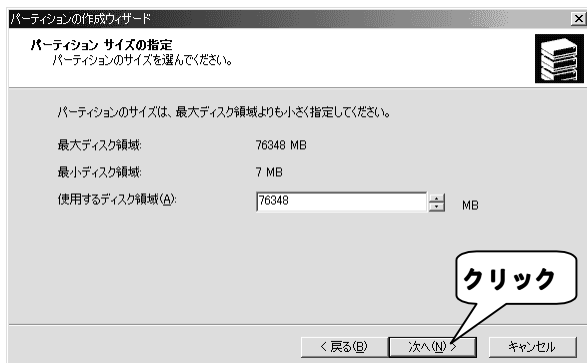 パーティションの作成ウィザード
パーティション サイズの指定
パーティションのサイズを選んでください。
パーティションのサイズは、最大ディスク領域よりも小さく指定してください。
最大ディスク領域: 76348 MB
最小ディスク領域: 7 MB
使用するディスク領域(A): 76348 MB
クリック
< 戻る(B) 次へ(N) > キャンセル